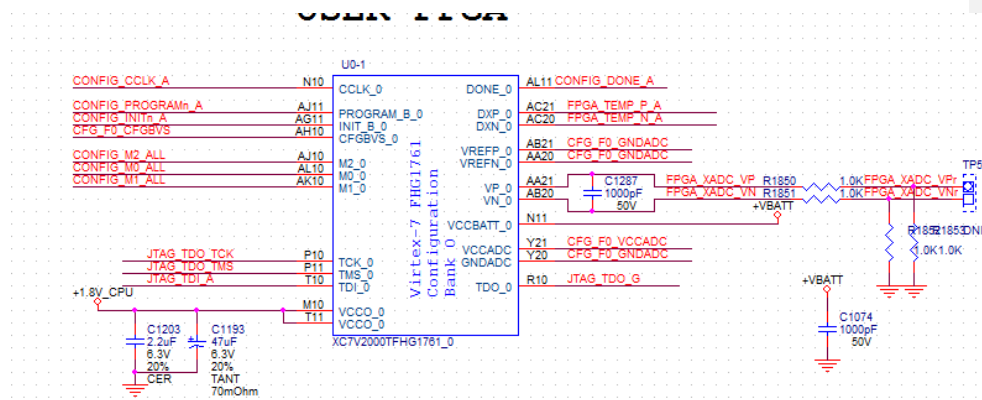 USER FPGA
U0-1
CONFIG_CCLK_A N10 CCLK_0 DONE_0 AL11 CONFIG_DONE_A
CONFIG_PROGRAMn_A AJ11 PROGRAM_B_0 DXP_0 AC21 FPGA_TEMP_P_A
CONFIG_INITn_A AG11 INIT_B_0 DXN_0 AC20 FPGA_TEMP_N_A
CFG_F0_CFGBVS AH10 CFGBVS_0
VREFP_0 AB21 CFG_F0_GNDADC
CONFIG_M2_ALL AJ10 M2_0 VREFN_0 AA20 CFG_F0_GNDADC
CONFIG_M0_ALL AL10 M0_0
CONFIG_M1_ALL AK10 M1_0
VP_0 AA21 C1287 FPGA_XADC_VP R1850 1.0K FPGA_XADC_VPr TP5
VN_0 AB20 1000pF FPGA_XADC_VN R1851 1.0K FPGA_XADC_VNr
50V +VBATT
VCCBATT_0 N11
R1852 R1853
1.0K 1.0K
VCCADC Y21 CFG_F0_VCCADC
GNDADC Y20 CFG_F0_GNDADC
JTAG_TDO_TCK P10 TCK_0
JTAG_TDO_TMS P11 TMS_0
JTAG_TDI_A T10 TDI_0 TDO_0 R10 JTAG_TDO_G
Virtex-7 FHG1761
Configuration
Bank 0
+1.8V_CPU M10 VCCO_0
T11 VCCO_0
XC7V2000TFHG1761_0
C1203
2.2uF
6.3V
20%
CER
C1193
47uF
6.3V
20%
TANT
70mOhm
+VBATT
C1074
1000pF
50V